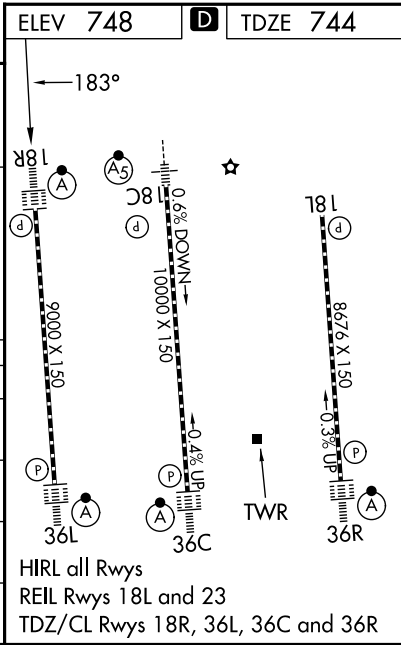 ELEV 748 D TDZE 744
183°
18R
A
A5
18C
18L
P
P
P
0.6% DOWN
9000 X 150
10000 X 150
8676 X 150
0.4% UP
0.3% UP
P
P
P
A
A
A
TWR
36L
36C
36R
HIRL all Rwys
REIL Rwys 18L and 23
TDZ/CL Rwys 18R, 36L, 36C and 36R